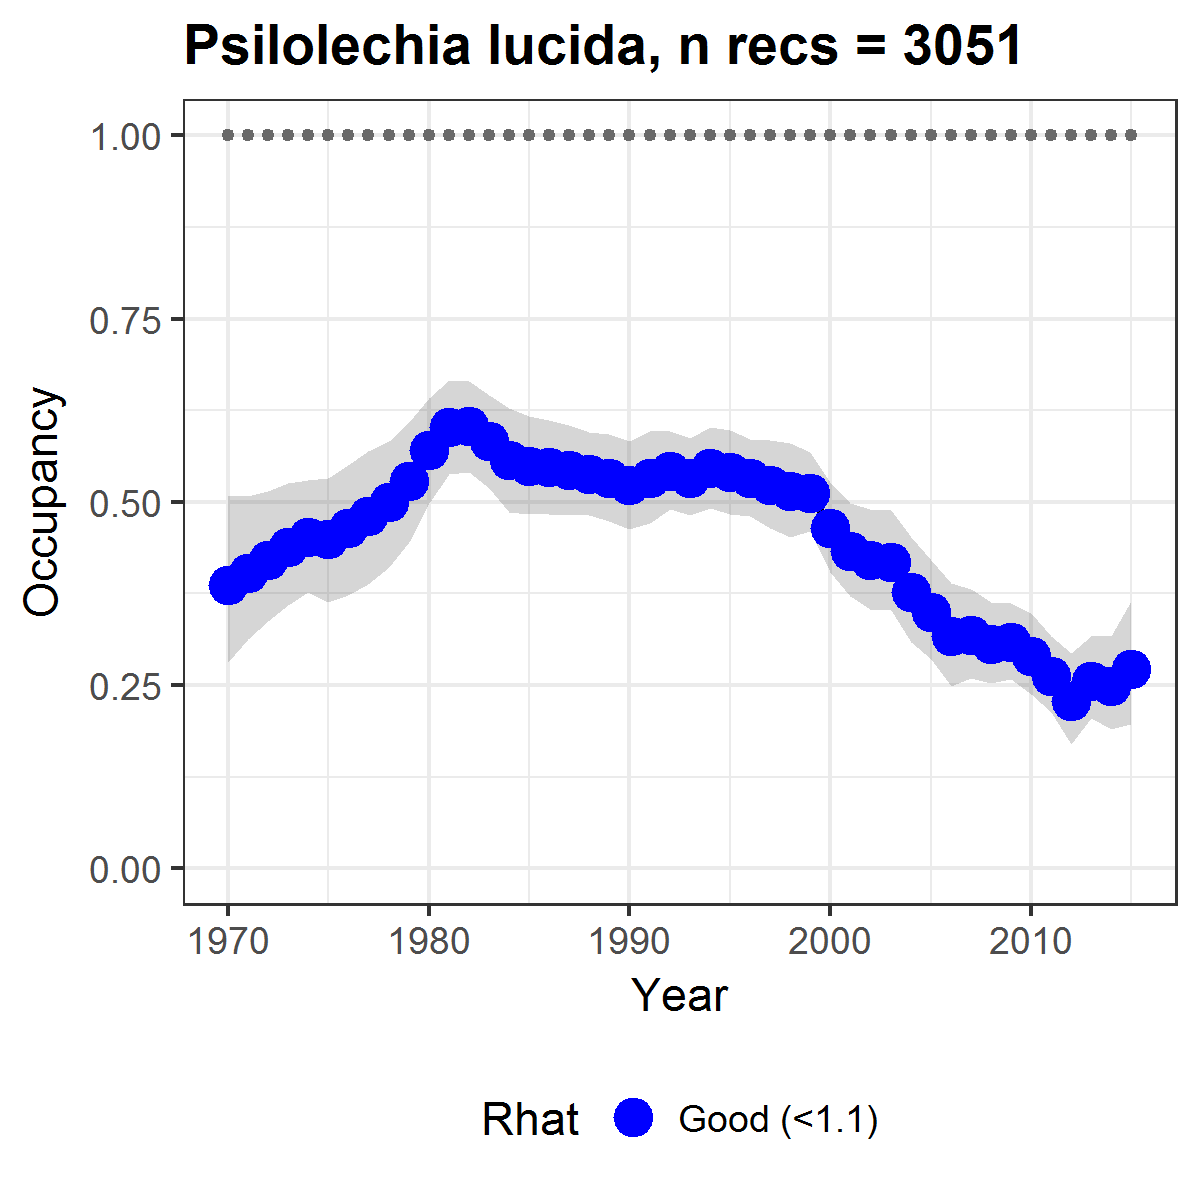 Psilolechia lucida, n recs = 3051
1.00
0.75
0.50
0.25
0.00
Occupancy
1970 1980 1990 2000 2010
Year
Rhat Good (<1.1)